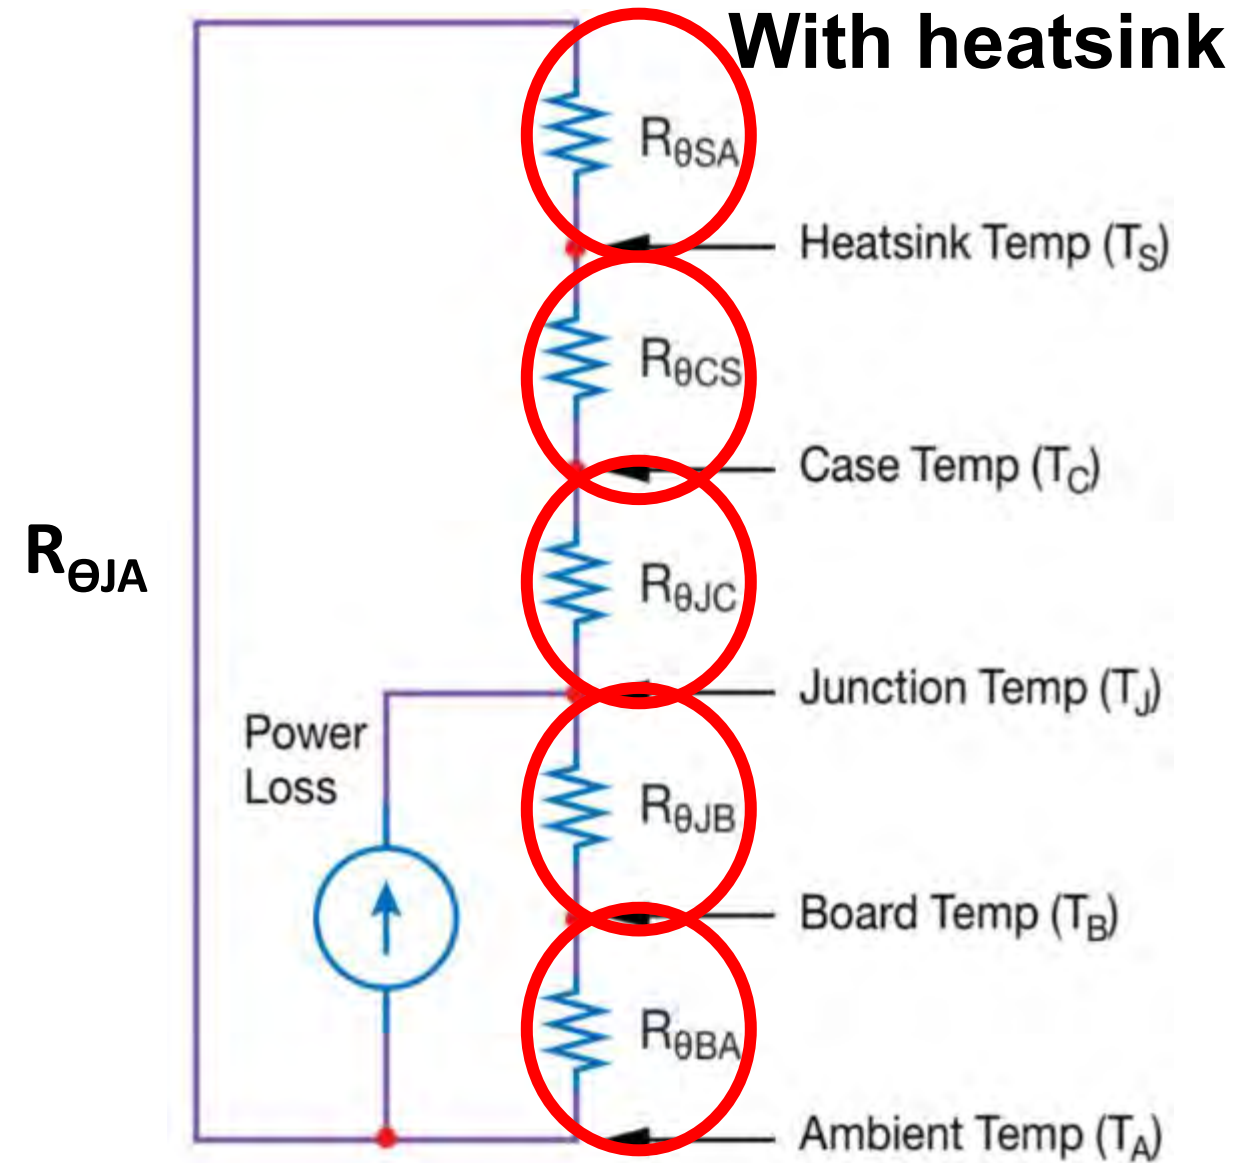 With heatsink
RθSA
Heatsink Temp (TS)
RθCS
Case Temp (TC)
RΘJA
RθJC
Junction Temp (TJ)
Power
Loss
RθJB
Board Temp (TB)
RθBA
Ambient Temp (TA)